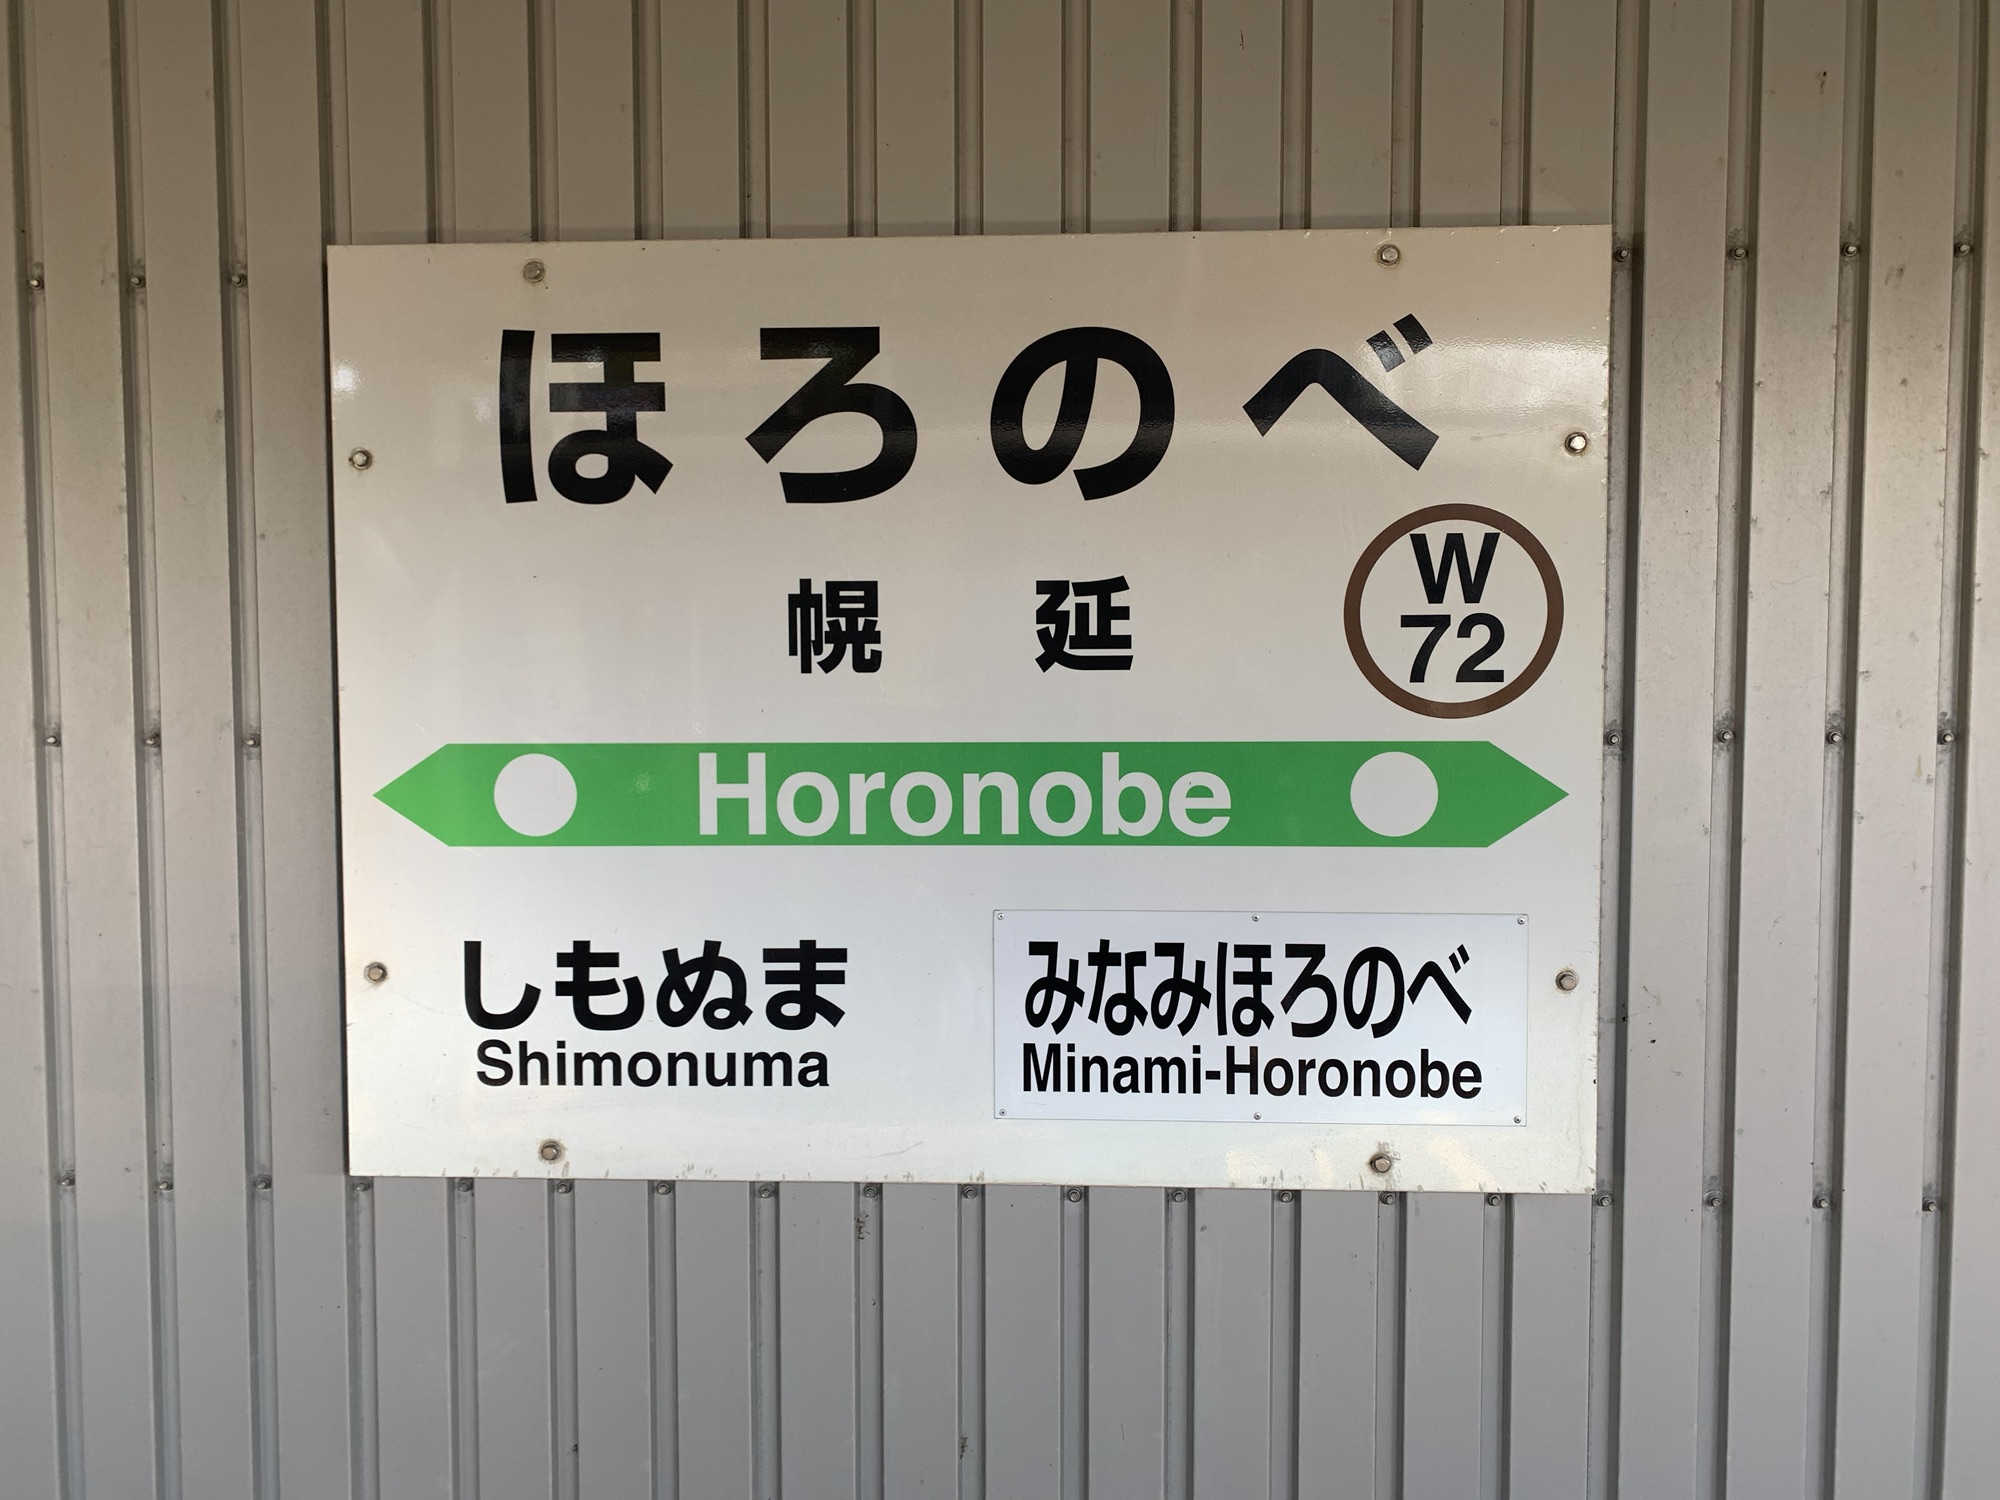 ほろのべ
幌延
W
72
Horonobe
しもぬま
Shimonuma
みなみほろのべ
Minami-Horonobe